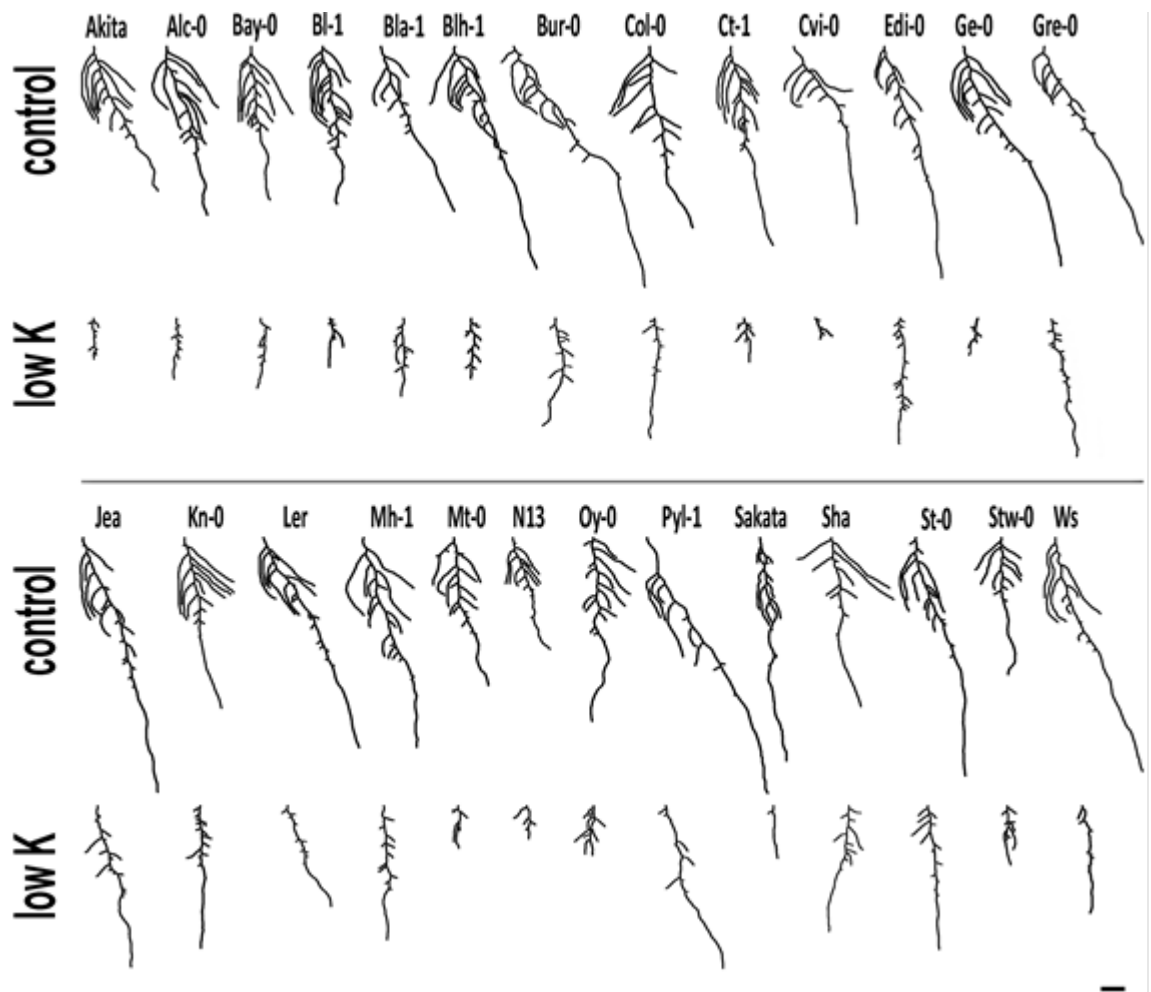 Akita Alc-0 Bay-0 Bl-1 Bla-1 Blh-1 Bur-0 Col-0 Ct-1 Cvi-0 Edi-0 Ge-0 Gre-0
control
low K
Jea Kn-0 Ler Mh-1 Mt-0 N13 Oy-0 Pyl-1 Sakata Sha St-0 Stw-0 Ws
control
low K